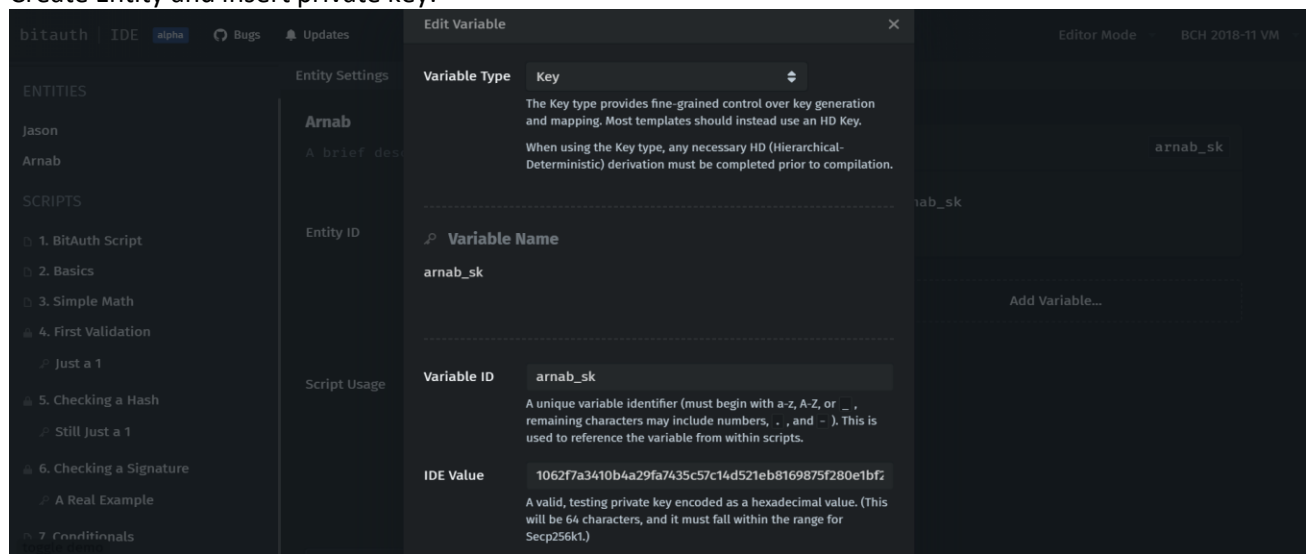 Create Entity and insert private key:
bitauth | IDE alpha Bugs Updates
Editor Mode BCH 2018-11 VM
ENTITIES
Jason
Arnab
SCRIPTS
1. BitAuth Script
2. Basics
3. Simple Math
4. First Validation
Just a 1
5. Checking a Hash
Still Just a 1
6. Checking a Signature
A Real Example
7. Conditionals
Entity Settings
Arnab
A brief des
Entity ID
Script Usage
Edit Variable
Variable Type Key
The Key type provides fine-grained control over key generation
and mapping. Most templates should instead use an HD Key.
When using the Key type, any necessary HD (Hierarchical-
Deterministic) derivation must be completed prior to compilation.
Variable Name
arnab_sk
Variable ID arnab_sk
A unique variable identifier (must begin with a-z, A-Z, or _ ,
remaining characters may include numbers, . , and - ). This is
used to reference the variable from within scripts.
IDE Value 1062f7a3410b4a29fa7435c57c14d521eb8169875f280e1bf2
A valid, testing private key encoded as a hexadecimal value. (This
will be 64 characters, and it must fall within the range for
Secp256k1.)
arnab_sk
nab_sk
Add Variable...